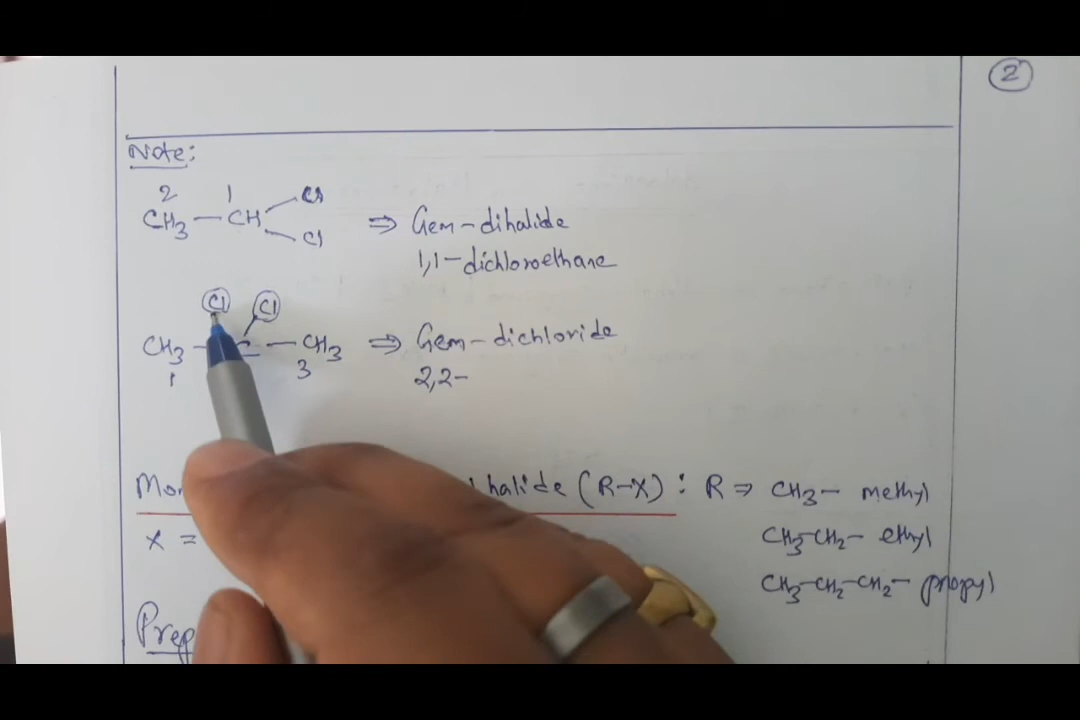 2
Note:
2 1 Cl
CH3 — CH
Cl
⇒ Gem-dihalide
1,1-dichloroethane
Cl Cl
CH3 — C — CH3 ⇒ Gem-dichloride
1 3 2,2-
halide (R-X) : R ⇒ CH3- methyl
X = CH3-CH2- ethyl
CH3-CH2-CH2- propyl